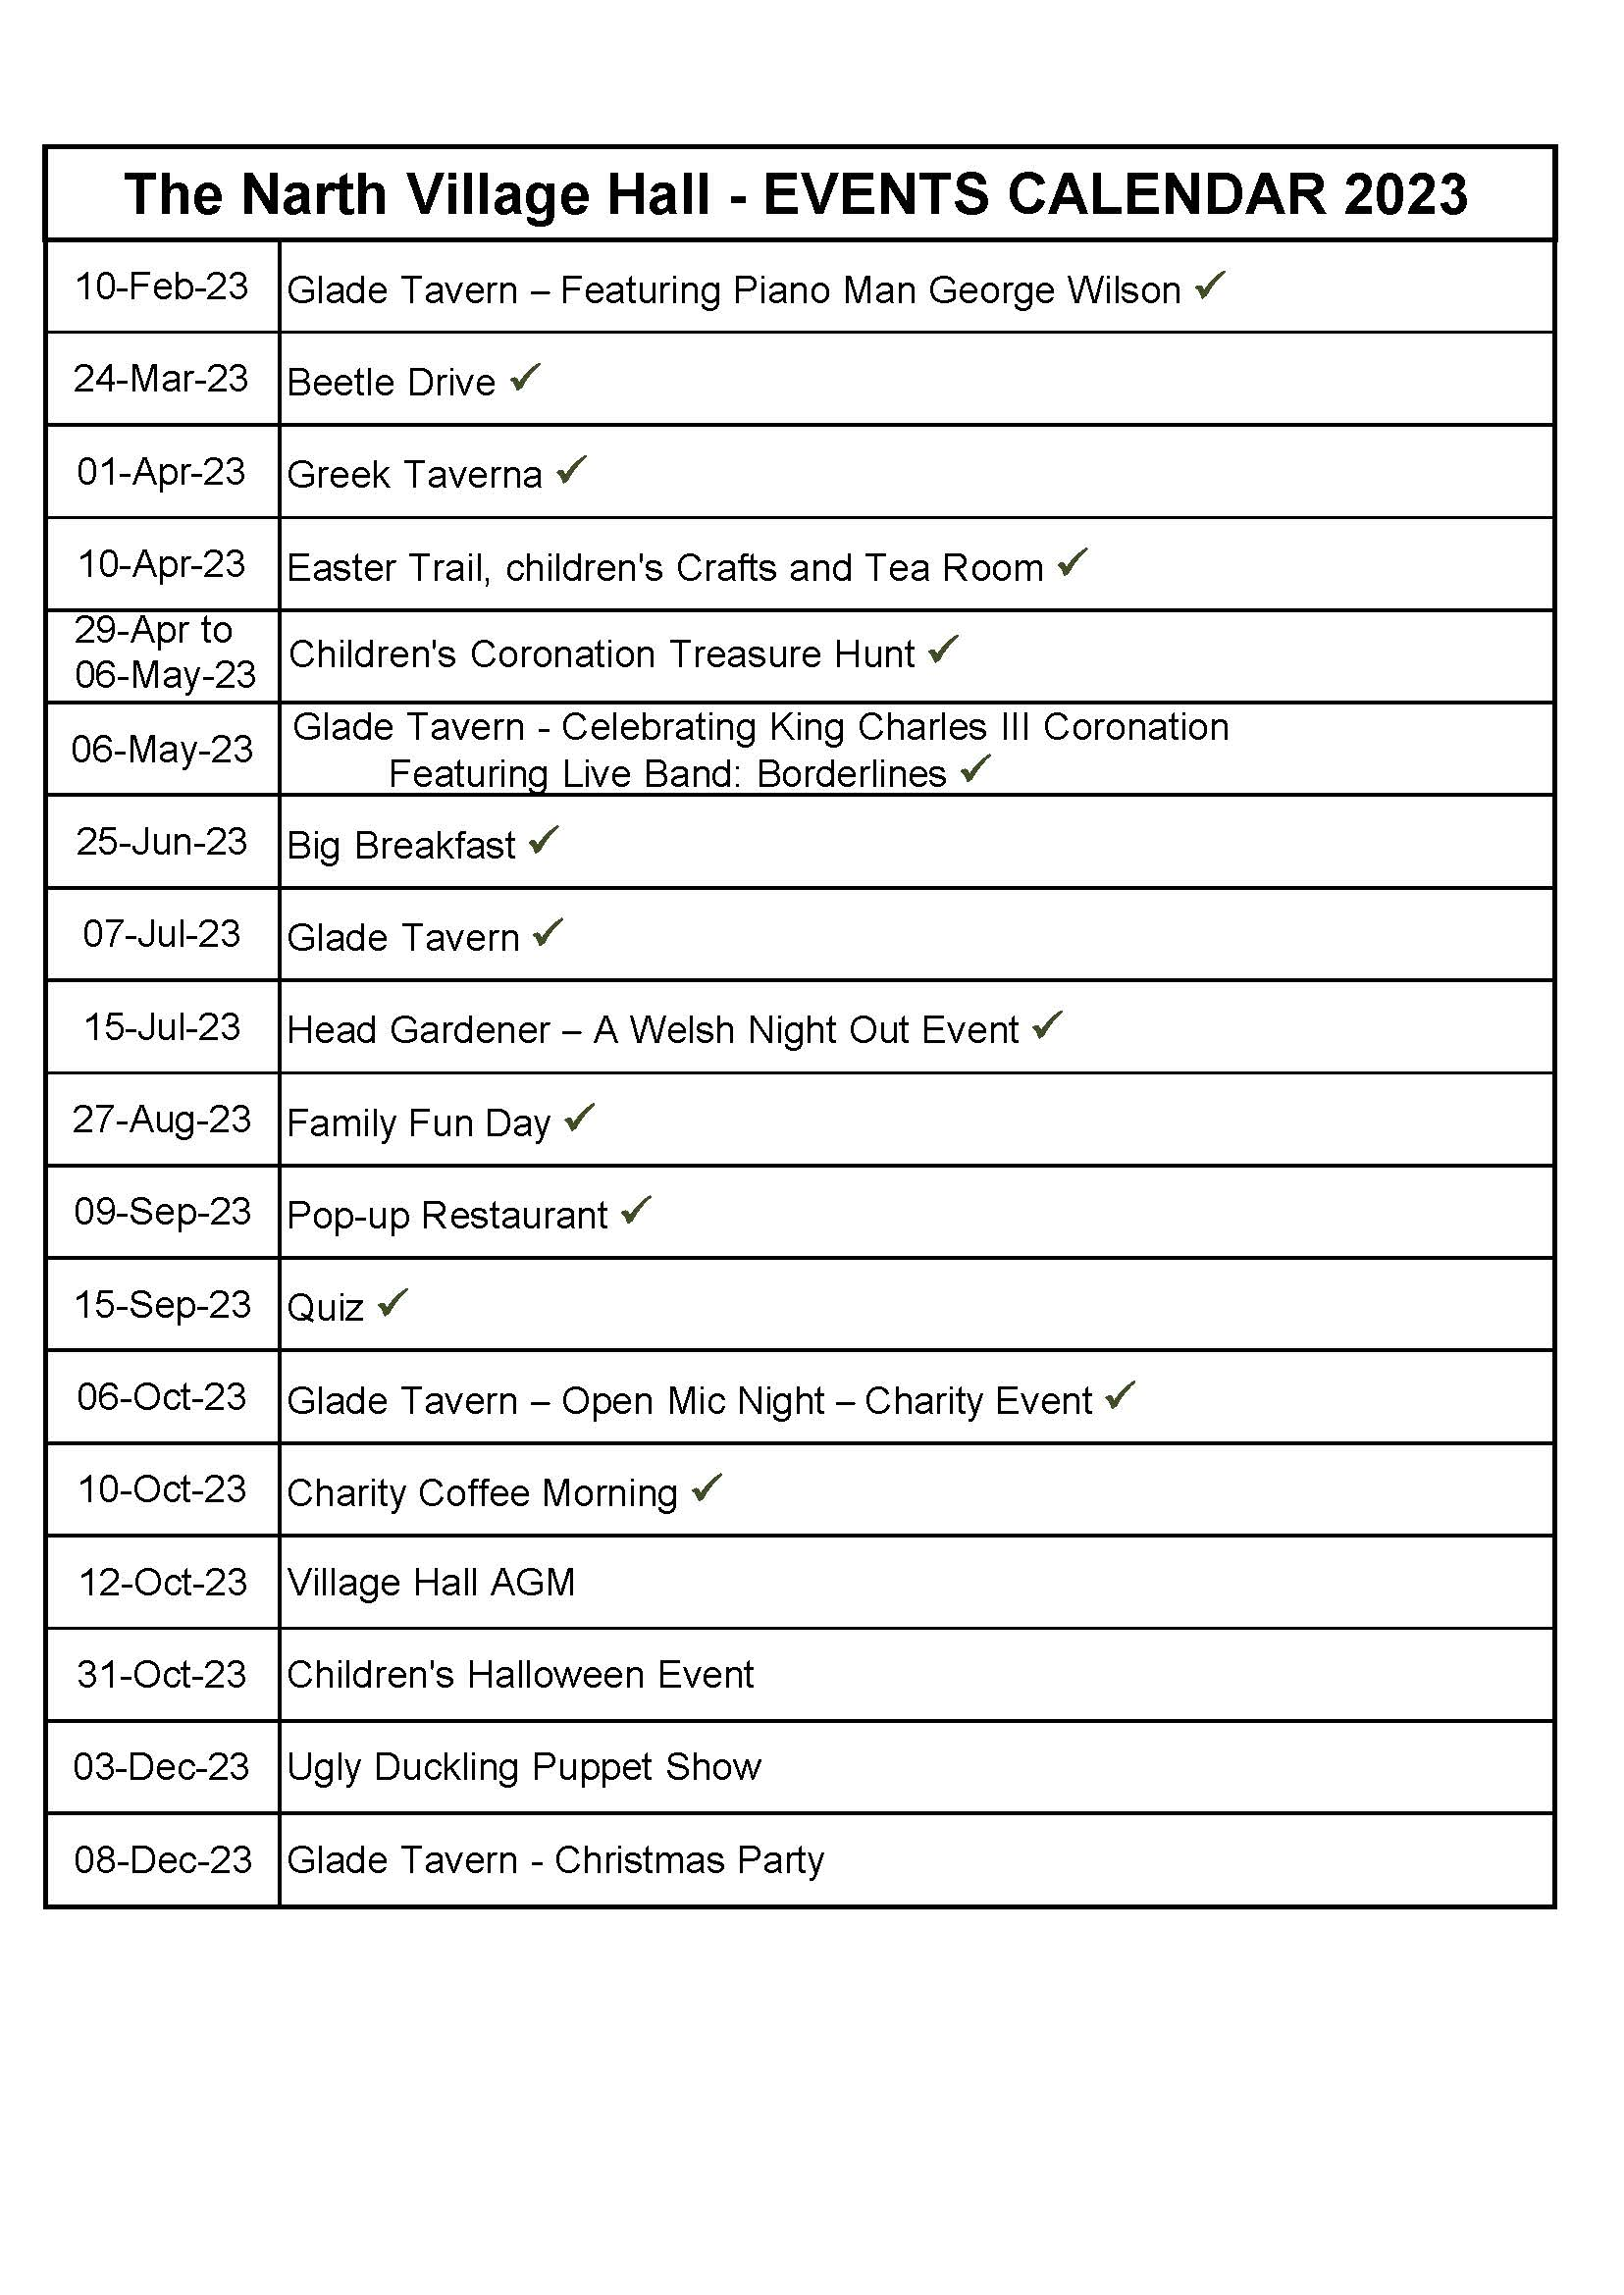 The Narth Village Hall - EVENTS CALENDAR 2023
10-Feb-23 Glade Tavern – Featuring Piano Man George Wilson ✓
24-Mar-23 Beetle Drive ✓
01-Apr-23 Greek Taverna ✓
10-Apr-23 Easter Trail, children's Crafts and Tea Room ✓
29-Apr to
06-May-23 Children's Coronation Treasure Hunt ✓
06-May-23 Glade Tavern - Celebrating King Charles III Coronation
Featuring Live Band: Borderlines ✓
25-Jun-23 Big Breakfast ✓
07-Jul-23 Glade Tavern ✓
15-Jul-23 Head Gardener – A Welsh Night Out Event ✓
27-Aug-23 Family Fun Day ✓
09-Sep-23 Pop-up Restaurant ✓
15-Sep-23 Quiz ✓
06-Oct-23 Glade Tavern – Open Mic Night – Charity Event ✓
10-Oct-23 Charity Coffee Morning ✓
12-Oct-23 Village Hall AGM
31-Oct-23 Children's Halloween Event
03-Dec-23 Ugly Duckling Puppet Show
08-Dec-23 Glade Tavern - Christmas Party